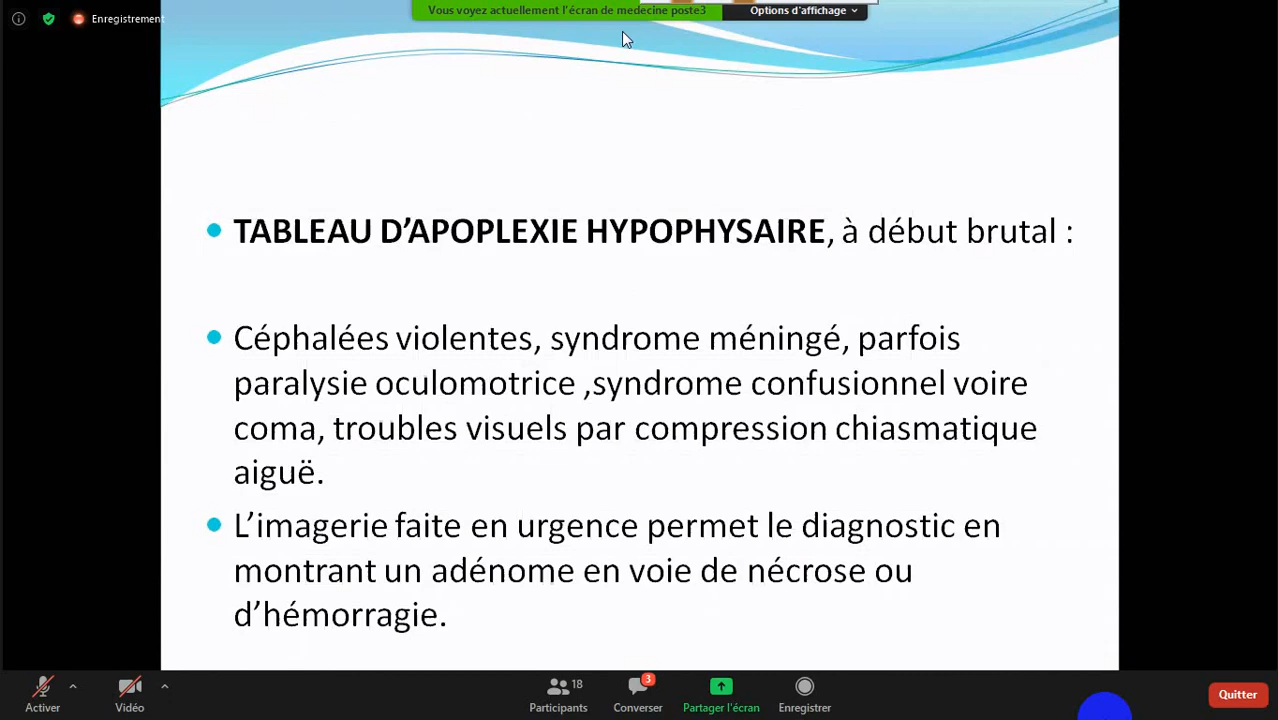 Enregistrement
Vous voyez actuellement l'écran de medecine poste3
Options d'affichage
TABLEAU D’APOPLEXIE HYPOPHYSAIRE, à début brutal :
Céphalées violentes, syndrome méningé, parfois
paralysie oculomotrice ,syndrome confusionnel voire
coma, troubles visuels par compression chiasmatique
aiguë.
L’imagerie faite en urgence permet le diagnostic en
montrant un adénome en voie de nécrose ou
d’hémorragie.
Activer
Vidéo
18
Participants
3
Converser
Partager l'écran
Enregistrer
Quitter